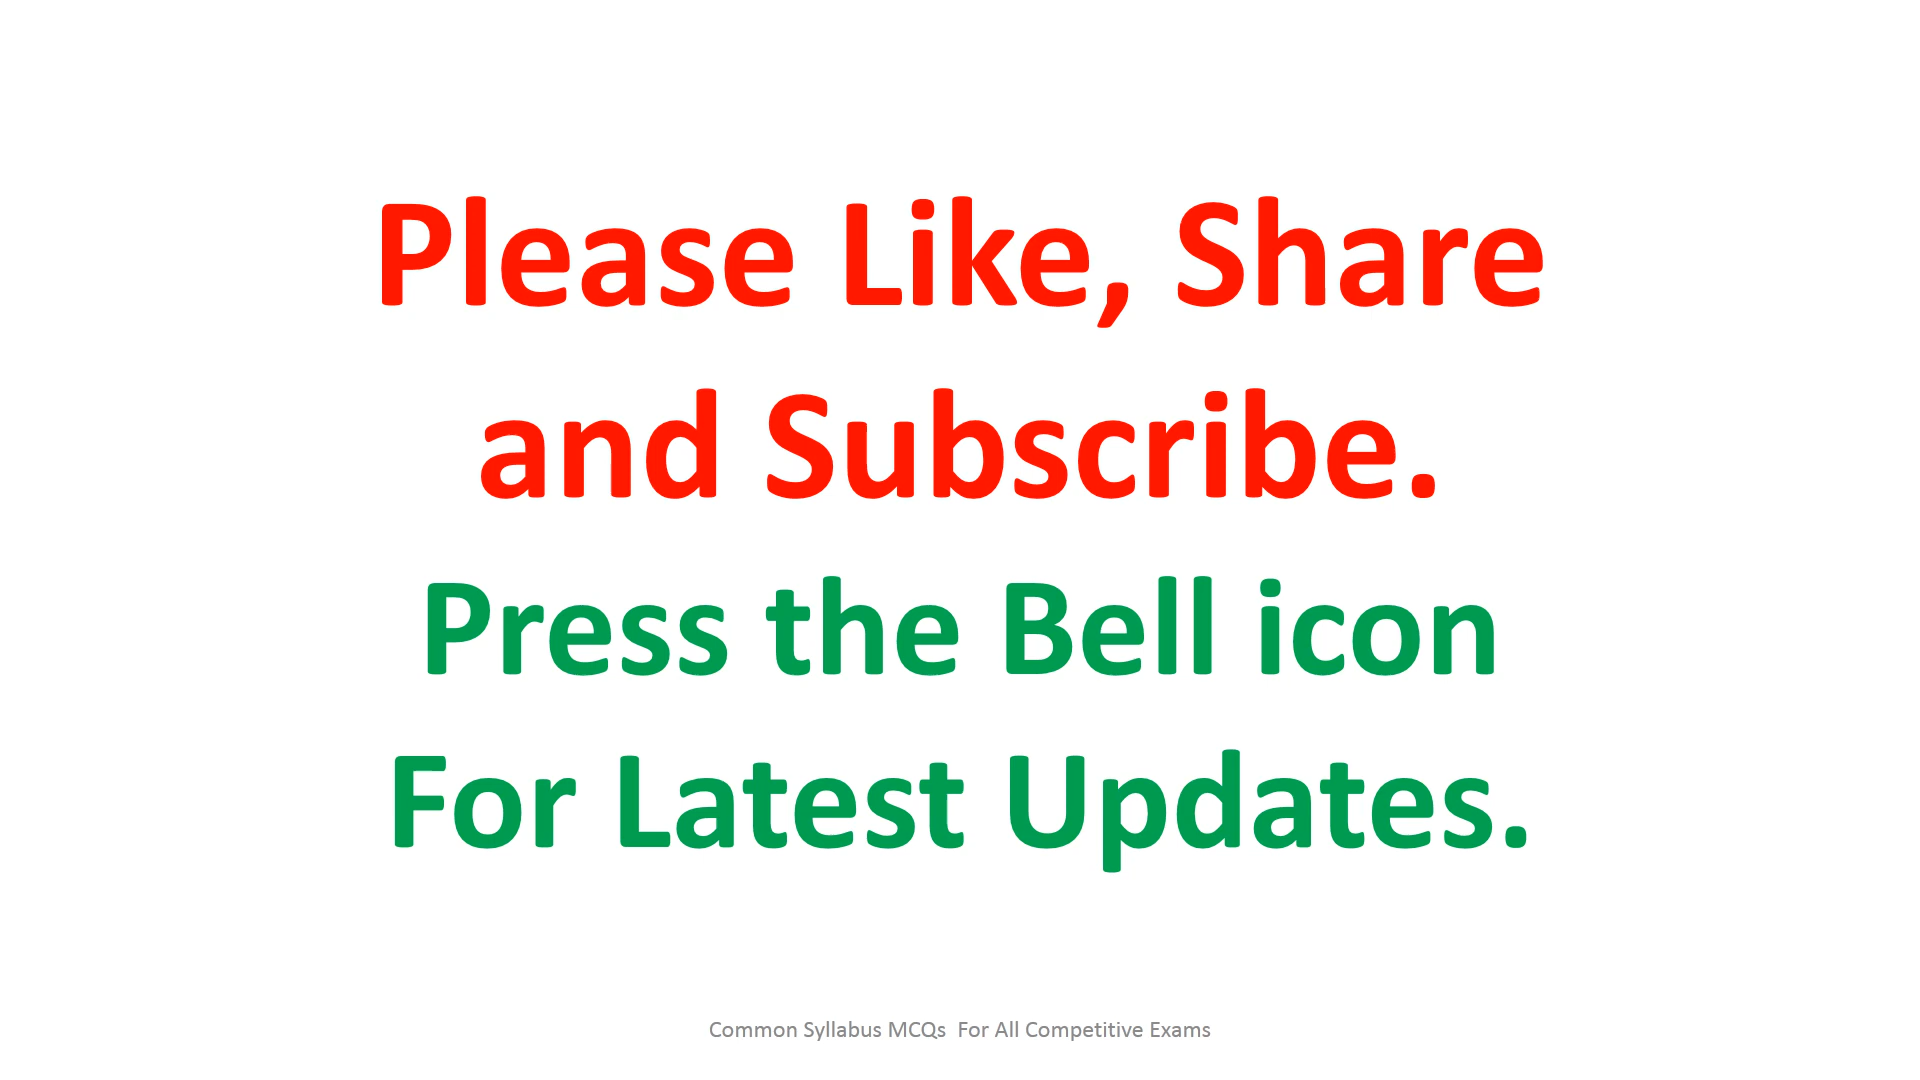 Please Like, Share
and Subscribe.
Press the Bell icon
For Latest Updates.
Common Syllabus MCQs  For All Competitive Exams